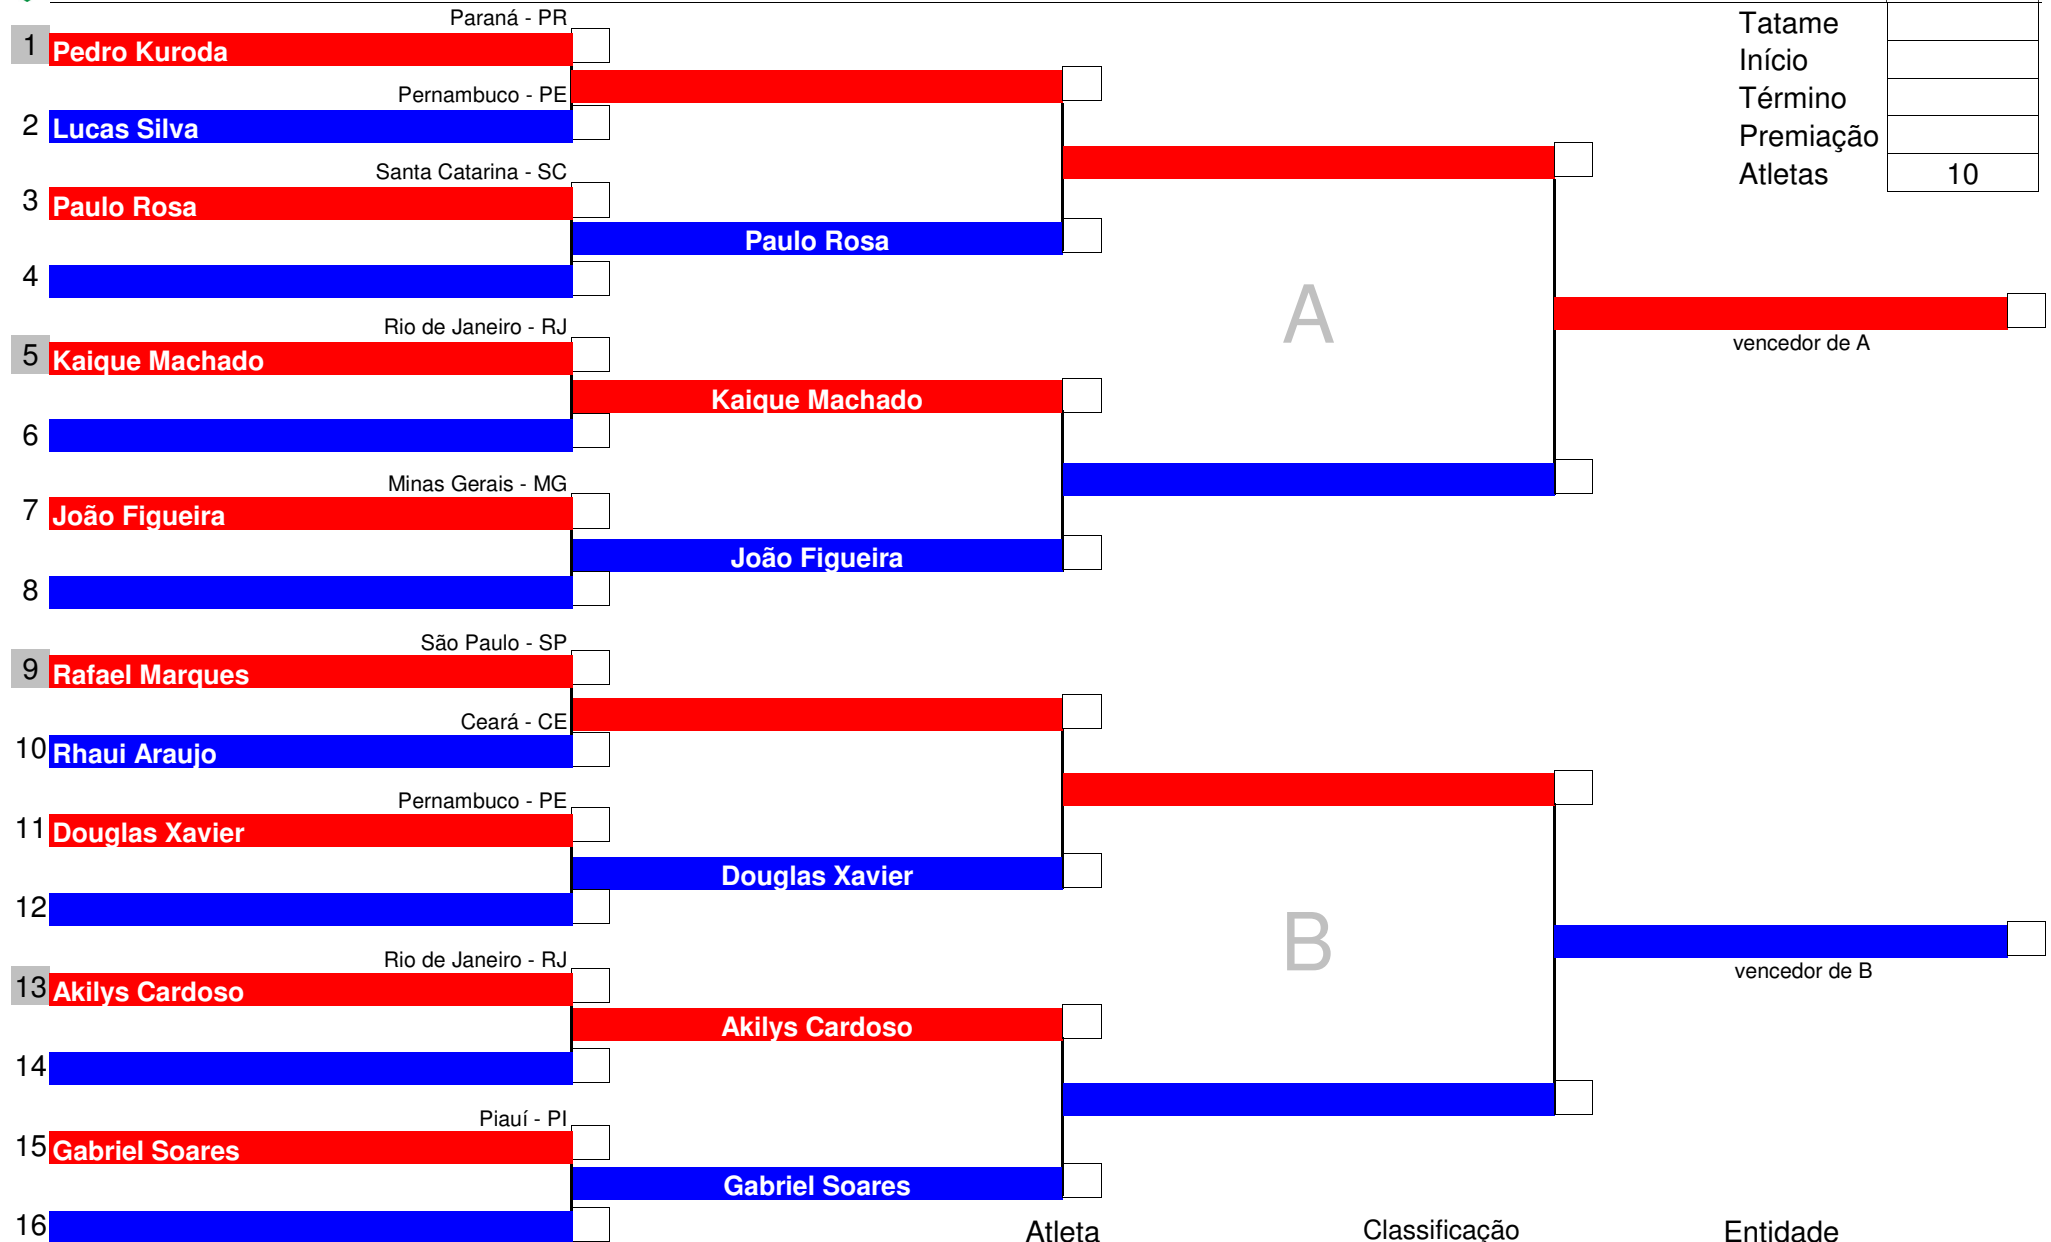 Paraná - PR
1 Pedro Kuroda
Pernambuco - PE
2 Lucas Silva
Santa Catarina - SC
3 Paulo Rosa
Paulo Rosa
4
Rio de Janeiro - RJ
5 Kaique Machado
Kaique Machado
6
Minas Gerais - MG
7 João Figueira
João Figueira
8
São Paulo - SP
9 Rafael Marques
Ceará - CE
10 Rhaui Araujo
Pernambuco - PE
11 Douglas Xavier
Douglas Xavier
12
Rio de Janeiro - RJ
13 Akilys Cardoso
Akilys Cardoso
14
Piauí - PI
15 Gabriel Soares
Gabriel Soares
16
A
B
vencedor de A
vencedor de B
Tatame
Início
Término
Premiação
Atletas 10
Atleta Classificação Entidade